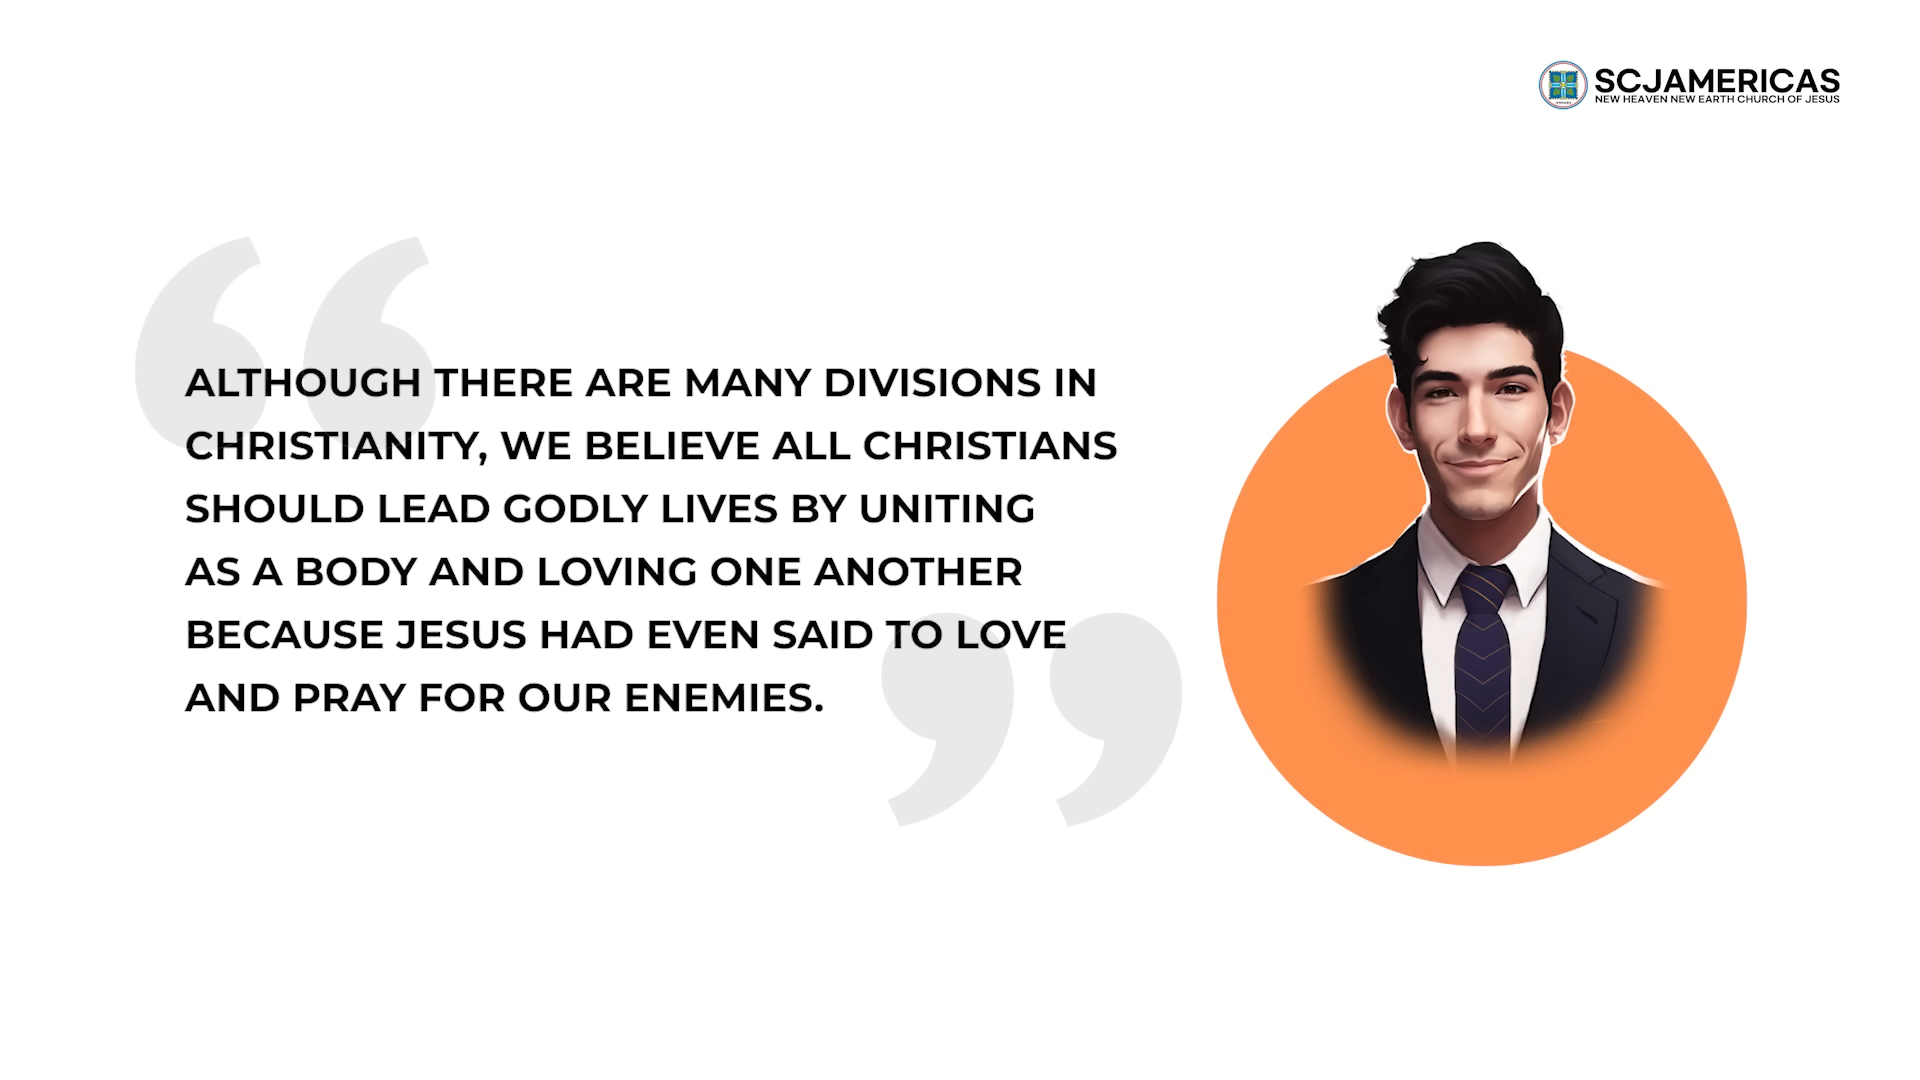 SCJAMERICAS
NEW HEAVEN NEW EARTH CHURCH OF JESUS
ALTHOUGH THERE ARE MANY DIVISIONS IN
CHRISTIANITY, WE BELIEVE ALL CHRISTIANS
SHOULD LEAD GODLY LIVES BY UNITING
AS A BODY AND LOVING ONE ANOTHER
BECAUSE JESUS HAD EVEN SAID TO LOVE
AND PRAY FOR OUR ENEMIES.